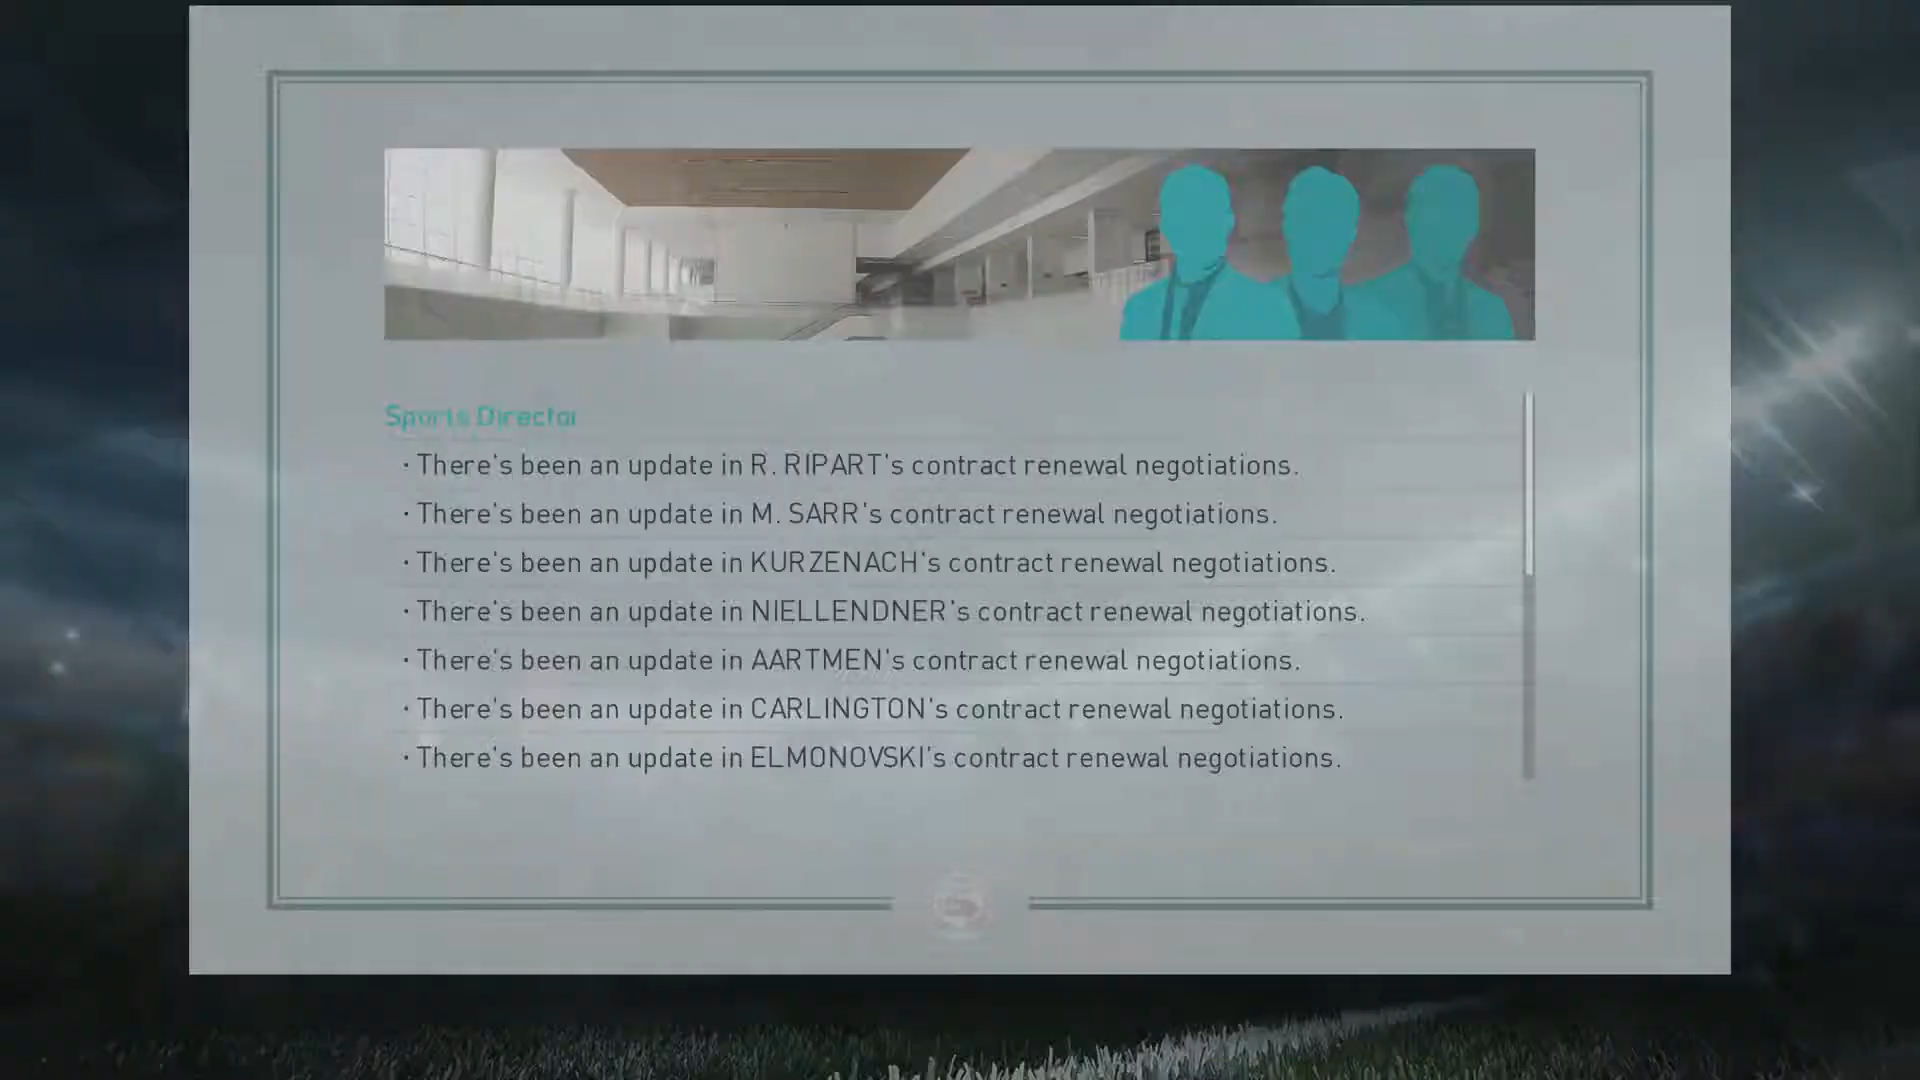 Sports Director
· There's been an update in R. RIPART's contract renewal negotiations.
· There's been an update in M. SARR's contract renewal negotiations.
· There's been an update in KURZENACH's contract renewal negotiations.
· There's been an update in NIELLENDNER's contract renewal negotiations.
· There's been an update in AARTMEN's contract renewal negotiations.
· There's been an update in CARLINGTON's contract renewal negotiations.
· There's been an update in ELMONOVSKI's contract renewal negotiations.